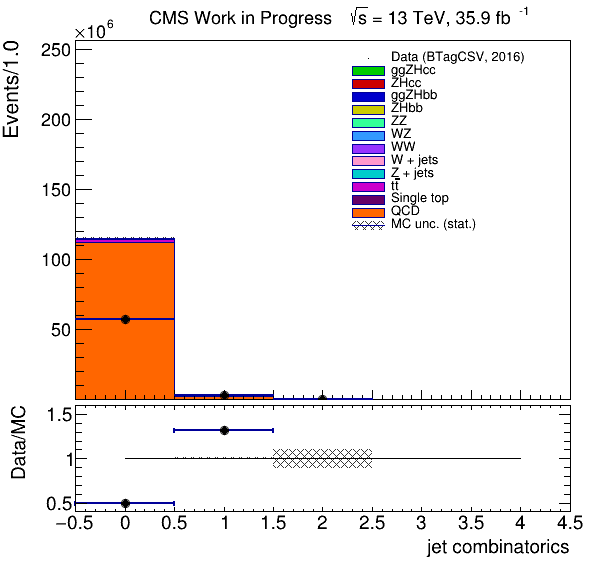 CMS Work in Progress √s = 13 TeV, 35.9 fb -1
×10^6
Events/1.0
250
200
150
100
50
Data (BTagCSV, 2016)
ggZHcc
ZHcc
ggZHbb
ZHbb
ZZ
WZ
WW
W + jets
Z + jets
tt̅
Single top
QCD
MC unc. (stat.)
Data/MC
1.5
1
0.5
−0.5 0 0.5 1 1.5 2 2.5 3 3.5 4 4.5
jet combinatorics